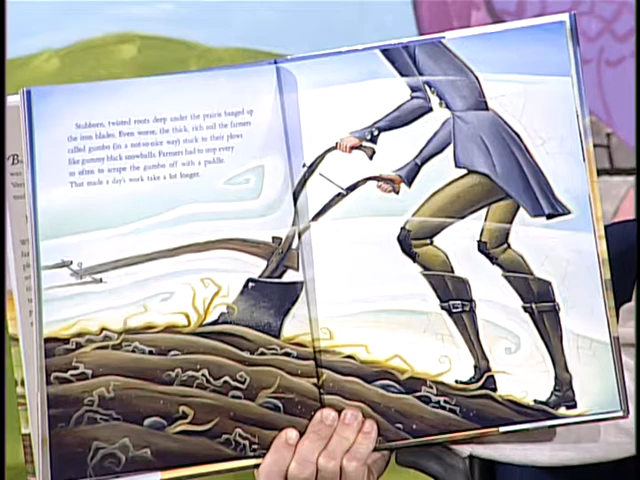 Stubborn, twisted roots deep under the prairie banged up
the iron blades. Even worse, the thick, rich soil the farmers
called gumbo (in a not-so-nice way) stuck to their plows
like gummy black snowballs. Farmers had to stop every
so often to scrape the gumbo off with a paddle.
That made a day's work take a lot longer.